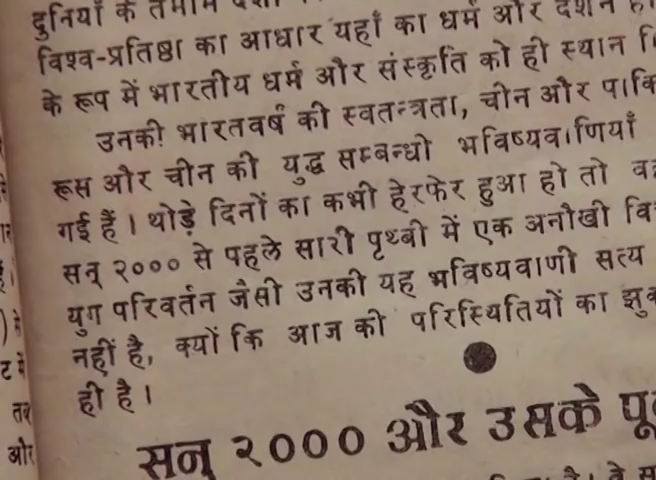 दुनियाँ के तमाम
विश्व-प्रतिष्ठा का आधार यहाँ का धर्म और दर्शन
के रूप में भारतीय धर्म और संस्कृति को ही स्थान
उनकी भारतवर्ष की स्वतन्त्रता, चीन और
रूस और चीन की युद्ध सम्बन्धी भविष्यवाणियाँ
गई हैं । थोड़े दिनों का कभी हेरफेर हुआ हो तो
सन् २००० से पहले सारी पृथ्वी में एक अनौखी
युग परिवर्तन जैसी उनकी यह भविष्यवाणी सत्य
नहीं है, क्यों कि आज की परिस्थितियों का
ही है ।
सन् २००० और उसके